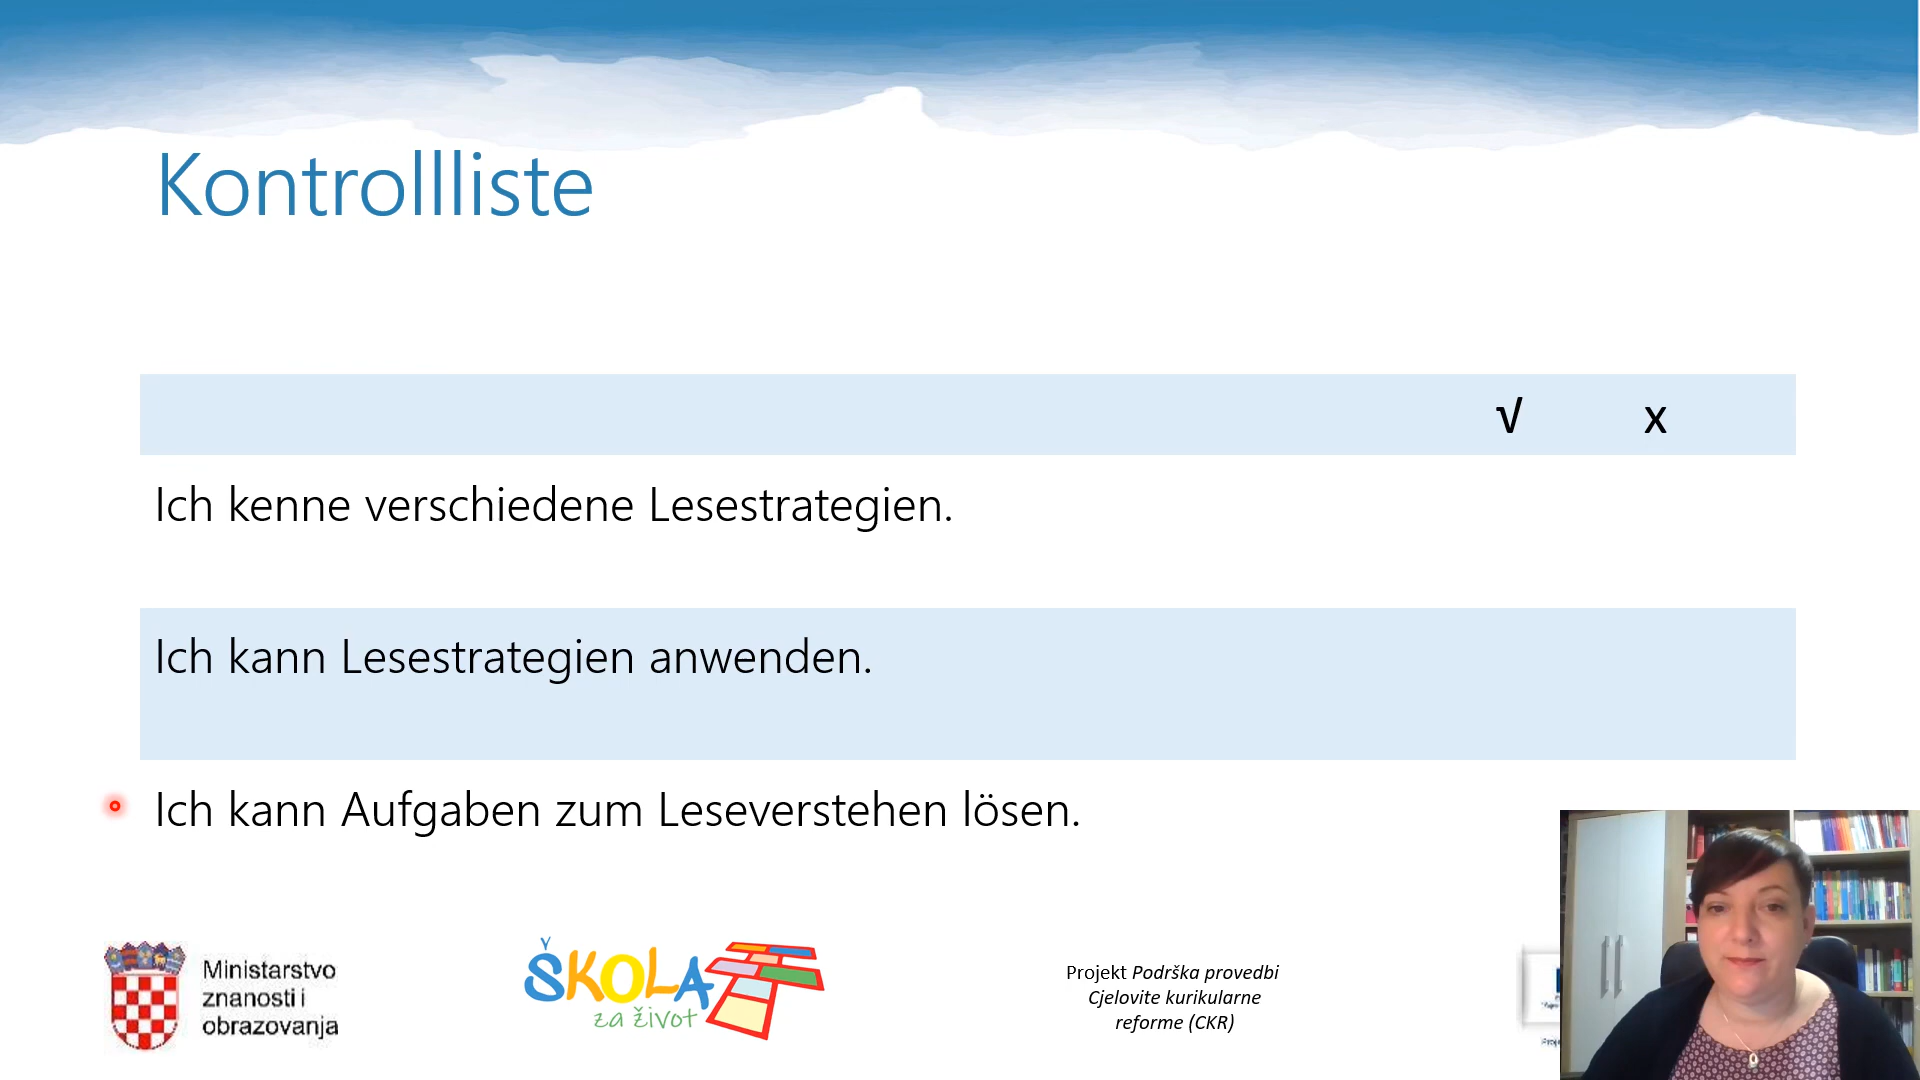 Kontrollliste
√ x
Ich kenne verschiedene Lesestrategien.
Ich kann Lesestrategien anwenden.
Ich kann Aufgaben zum Leseverstehen lösen.
Ministarstvo
znanosti i
obrazovanja
ŠKOLA
za život
Projekt Podrška provedbi
Cjelovite kurikularne
reforme (CKR)